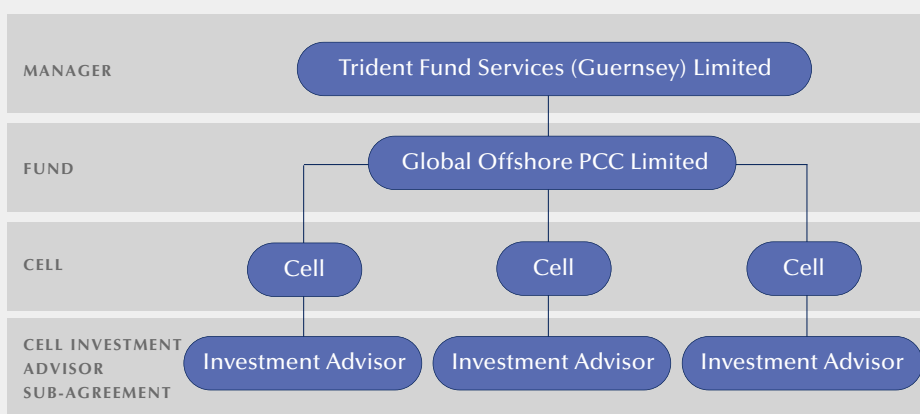 MANAGER
Trident Fund Services (Guernsey) Limited
FUND
Global Offshore PCC Limited
CELL
Cell
Cell
Cell
CELL INVESTMENT
ADVISOR
SUB-AGREEMENT
Investment Advisor
Investment Advisor
Investment Advisor